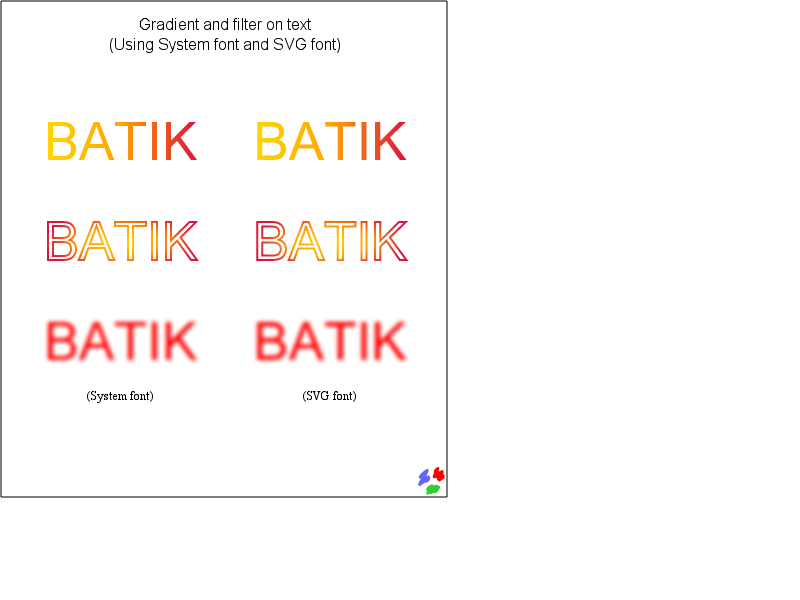 Gradient and filter on text
(Using System font and SVG font)
BATIK BATIK
BATIK BATIK
BATIK BATIK
(System font) (SVG font)